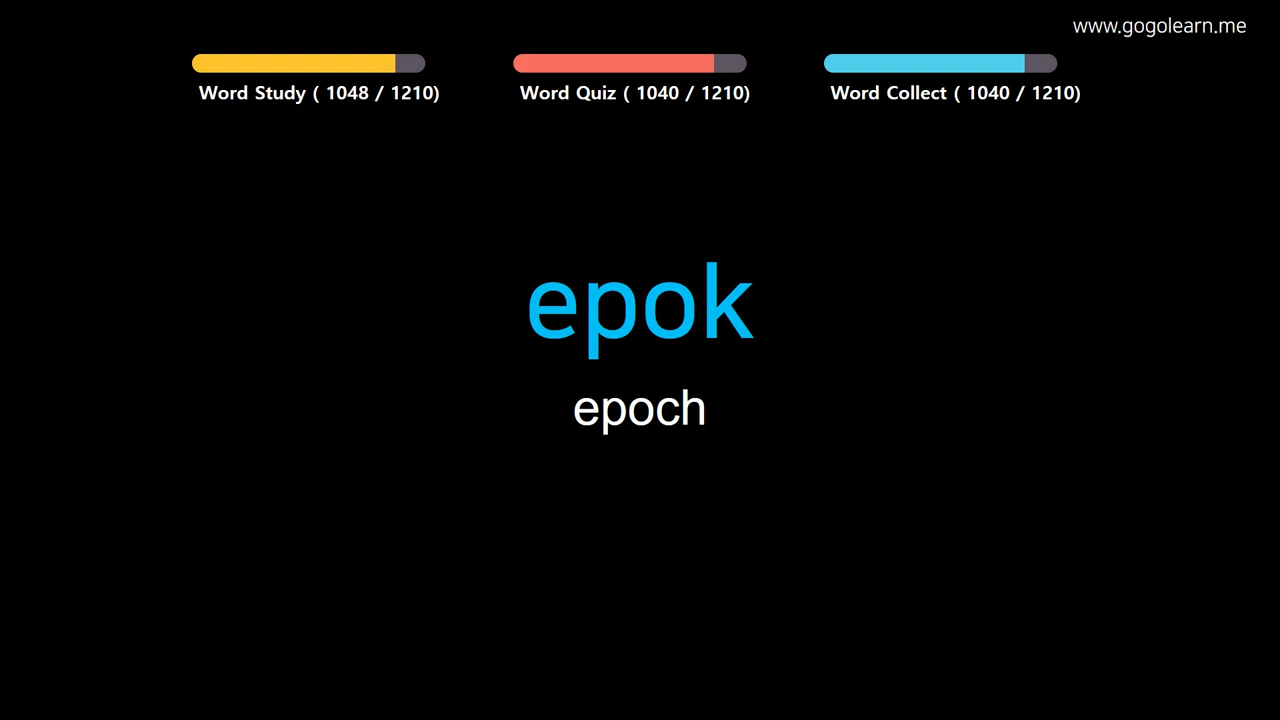 www.gogolearn.me
Word Study ( 1048 / 1210)
Word Quiz ( 1040 / 1210)
Word Collect ( 1040 / 1210)
epok
epoch